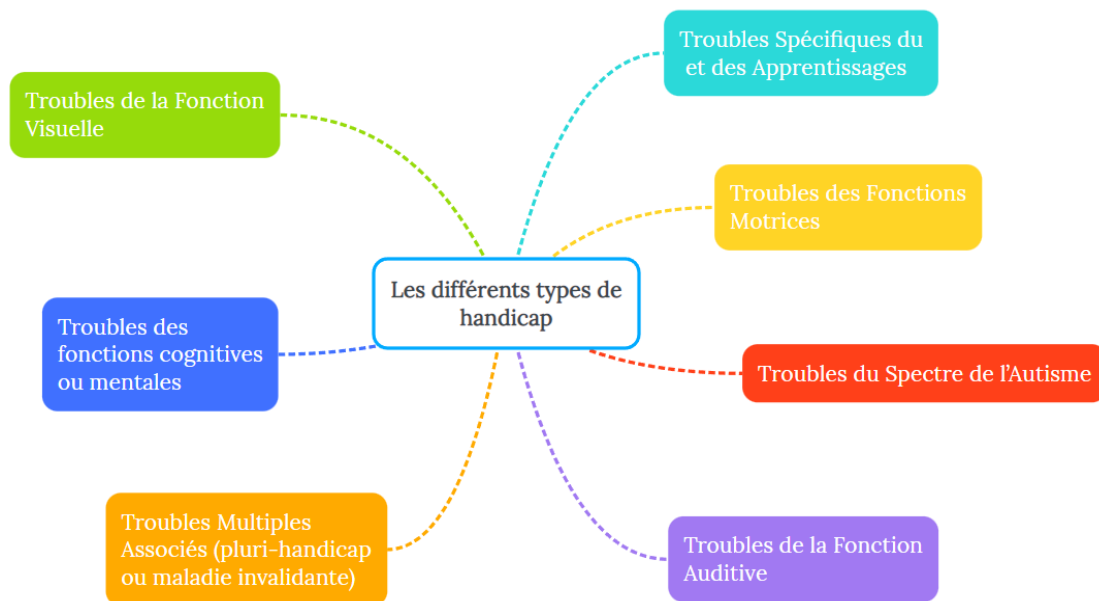 Troubles Spécifiques du
et des Apprentissages
Troubles de la Fonction
Visuelle
Troubles des Fonctions
Motrices
Les différents types de
handicap
Troubles des
fonctions cognitives
ou mentales
Troubles du Spectre de l’Autisme
Troubles Multiples
Associés (pluri-handicap
ou maladie invalidante)
Troubles de la Fonction
Auditive